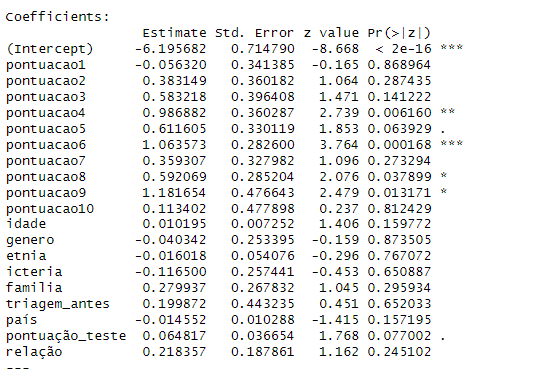 Coefficients:
Estimate Std. Error z value Pr(>|z|)
(Intercept) -6.195682 0.714790 -8.668 < 2e-16 ***
pontuacao1 -0.056320 0.341385 -0.165 0.868964
pontuacao2 0.383149 0.360182 1.064 0.287435
pontuacao3 0.583218 0.396408 1.471 0.141222
pontuacao4 0.986882 0.360287 2.739 0.006160 **
pontuacao5 0.611605 0.330119 1.853 0.063929 .
pontuacao6 1.063573 0.282600 3.764 0.000168 ***
pontuacao7 0.359307 0.327982 1.096 0.273294
pontuacao8 0.592069 0.285204 2.076 0.037899 *
pontuacao9 1.181654 0.476643 2.479 0.013171 *
pontuacao10 0.113402 0.477898 0.237 0.812429
idade 0.010195 0.007252 1.406 0.159772
genero -0.040342 0.253395 -0.159 0.873505
etnia -0.016018 0.054076 -0.296 0.767072
icteria -0.116500 0.257441 -0.453 0.650887
familia 0.279937 0.267832 1.045 0.295934
triagem_antes 0.199872 0.443235 0.451 0.652033
país -0.014552 0.010288 -1.415 0.157195
pontuação_teste 0.064817 0.036654 1.768 0.077002 .
relação 0.218357 0.187861 1.162 0.245102
---